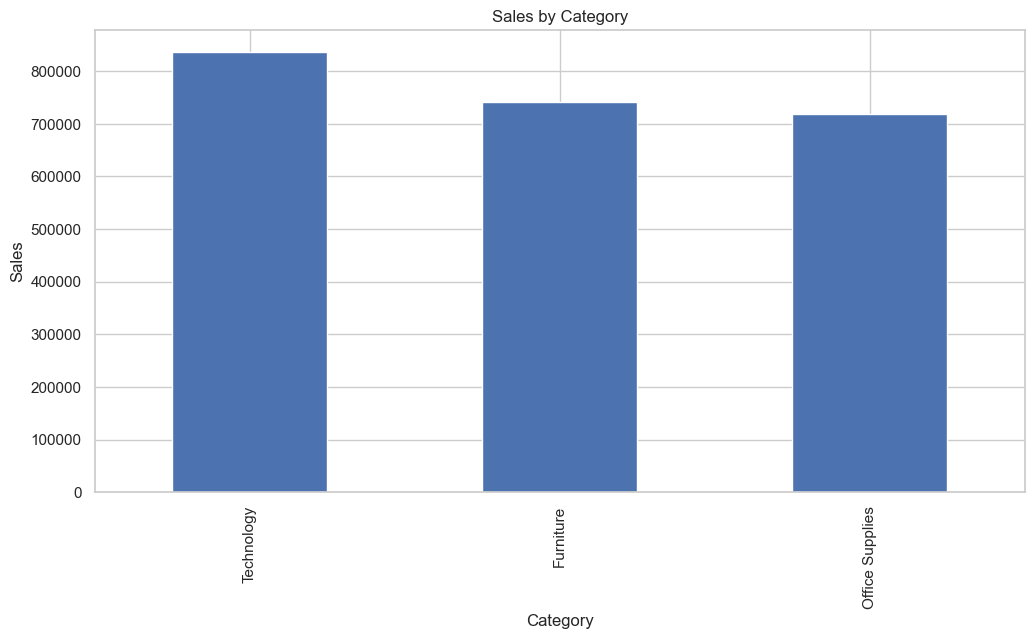 Sales by Category
Sales
800000
700000
600000
500000
400000
300000
200000
100000
0
Technology
Furniture
Office Supplies
Category